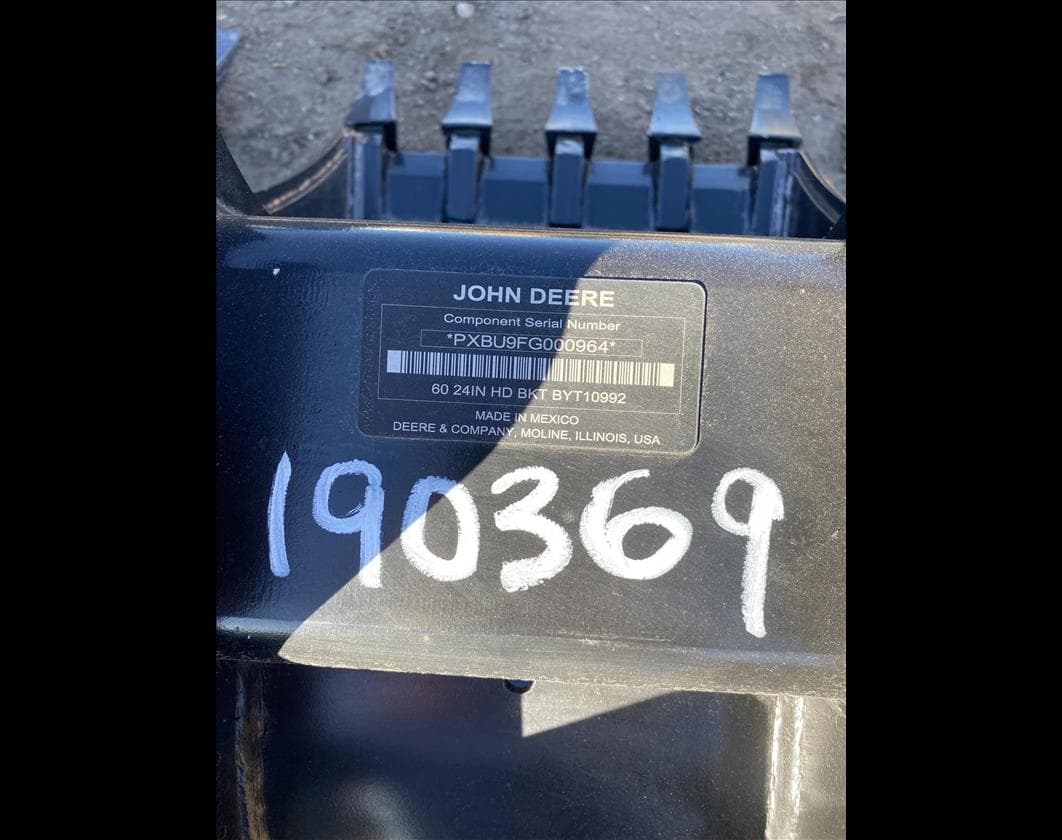 JOHN DEERE
Component Serial Number
*PXBU9FG000964*
60 24IN HD BKT BYT10992
MADE IN MEXICO
DEERE & COMPANY, MOLINE, ILLINOIS, USA
190369